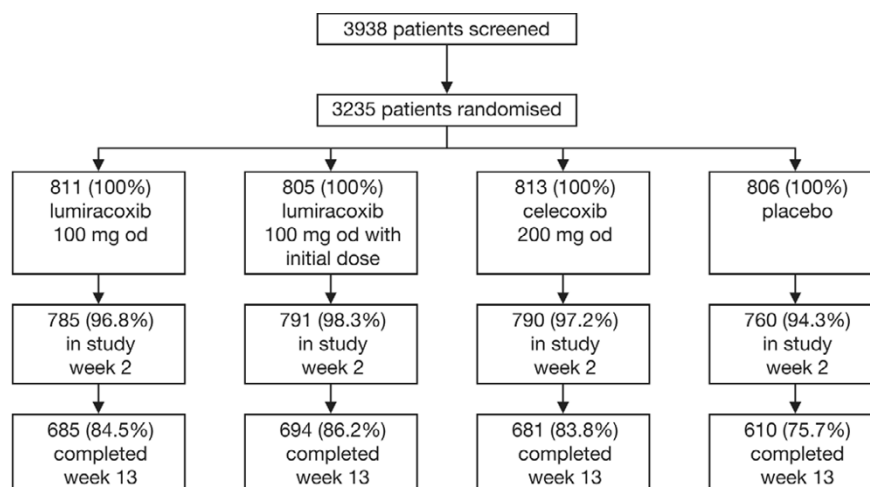 3938 patients screened
3235 patients randomised
811 (100%)
lumiracoxib
100 mg od
805 (100%)
lumiracoxib
100 mg od with
initial dose
813 (100%)
celecoxib
200 mg od
806 (100%)
placebo
785 (96.8%)
in study
week 2
791 (98.3%)
in study
week 2
790 (97.2%)
in study
week 2
760 (94.3%)
in study
week 2
685 (84.5%)
completed
week 13
694 (86.2%)
completed
week 13
681 (83.8%)
completed
week 13
610 (75.7%)
completed
week 13